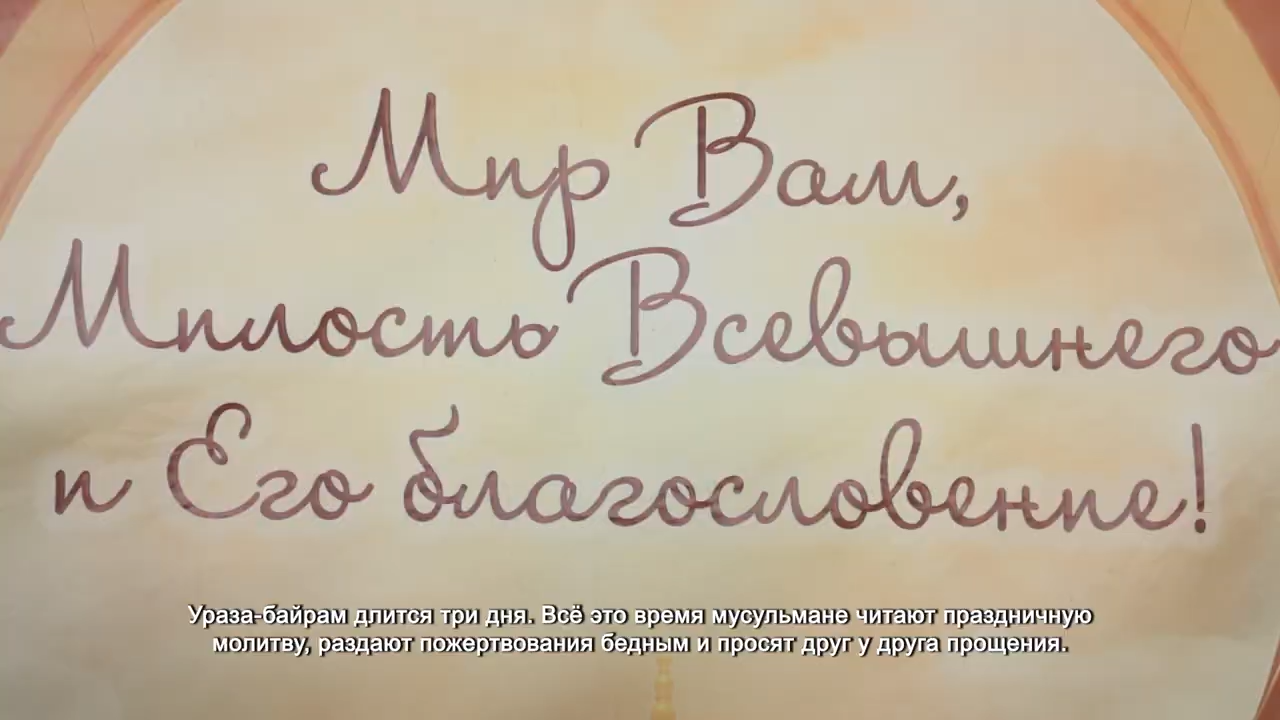 Мир Вам,
Милость Всевышнего
и Его благословение!
Ураза-байрам длится три дня. Всё это время мусульмане читают праздничную
молитву, раздают пожертвования бедным и просят друг у друга прощения.